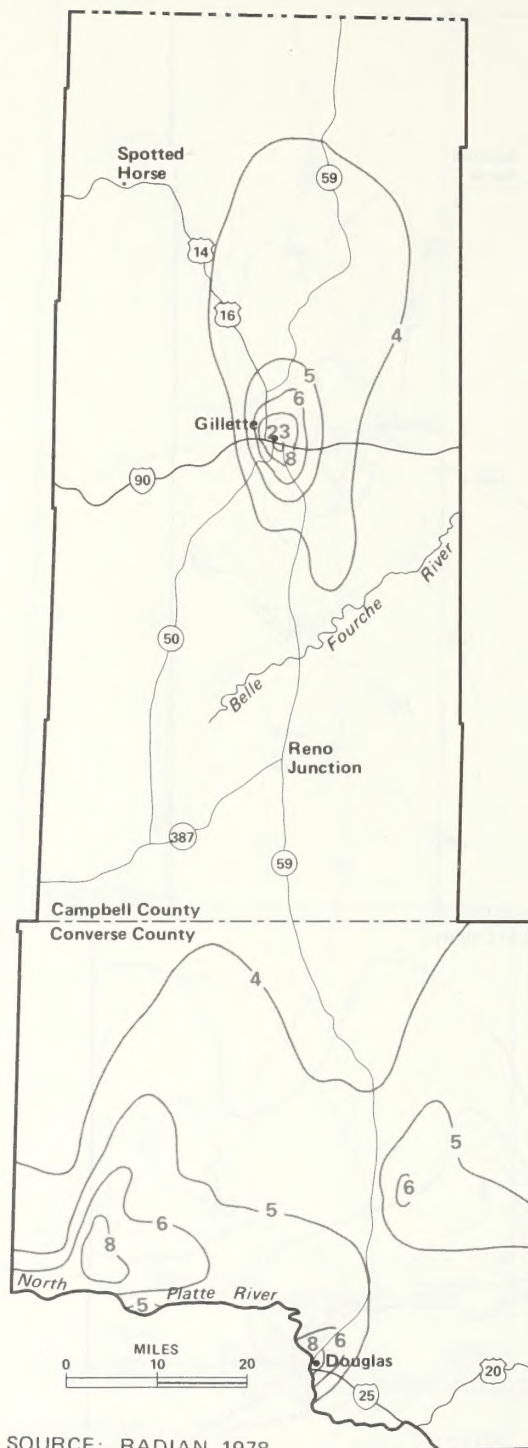 Spotted
Horse
59
14
16
4
5
6
Gillette
23
8
90
Belle Fourche River
50
Reno
Junction
387
59
Campbell County
Converse County
4
5
6
5
6
8
North Platte River
5
MILES
0 10 20
8 6
Douglas
20
25
SOURCE: RADIAN, 1978